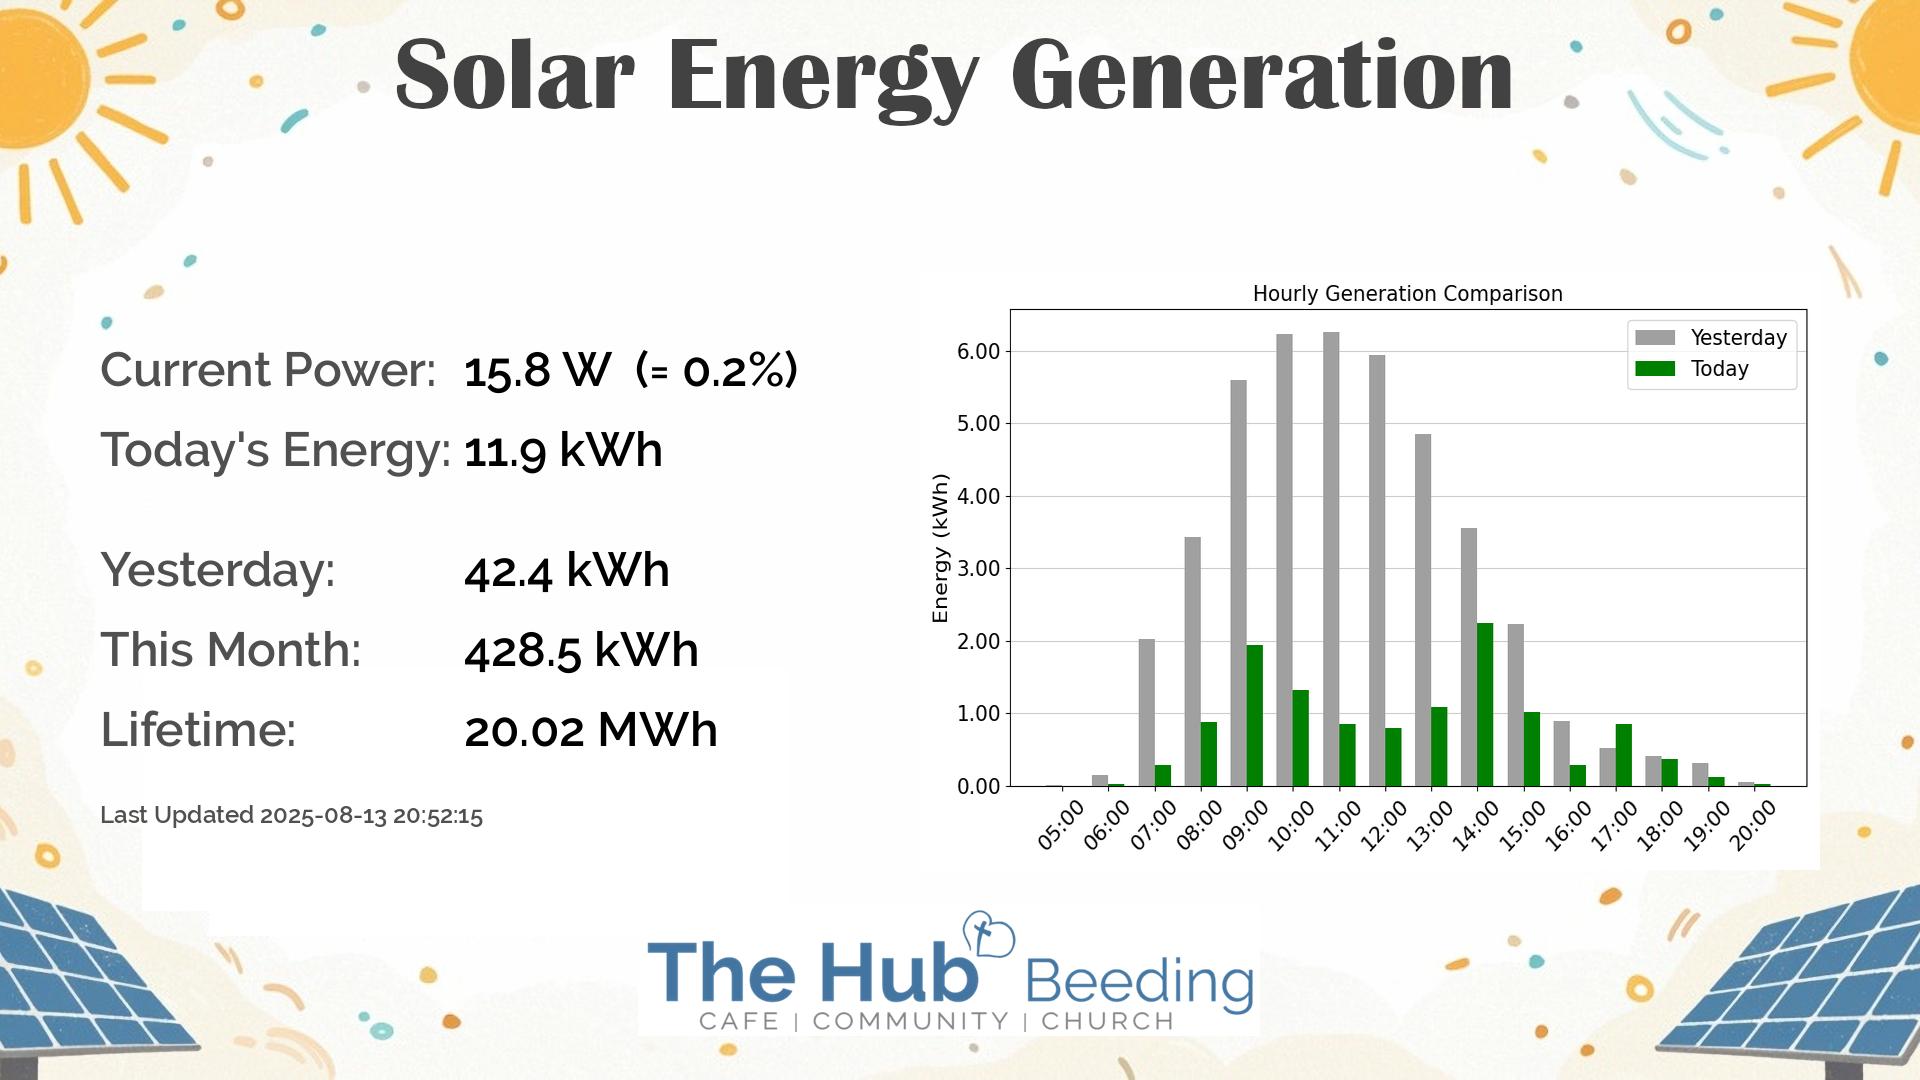 Solar Energy Generation
Current Power: 15.8 W (= 0.2%)
Today's Energy: 11.9 kWh
Yesterday: 42.4 kWh
This Month: 428.5 kWh
Lifetime: 20.02 MWh
Last Updated 2025-08-13 20:52:15
Hourly Generation Comparison
Yesterday
Today
Energy (kWh)
6.00
5.00
4.00
3.00
2.00
1.00
0.00
05:00 06:00 07:00 08:00 09:00 10:00 11:00 12:00 13:00 14:00 15:00 16:00 17:00 18:00 19:00 20:00
The Hub Beeding
CAFE | COMMUNITY | CHURCH